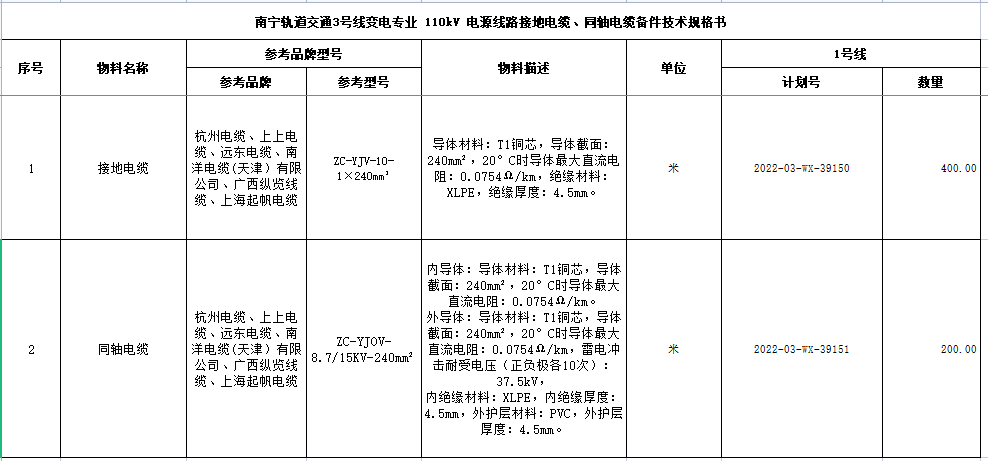 南宁轨道交通3号线变电专业 110kV 电源线路接地电缆、同轴电缆备件技术规格书
序号
物料名称
参考品牌型号
物料描述
单位
1号线
参考品牌
参考型号
计划号
数量
1
接地电缆
杭州电缆、上上电
缆、远东电缆、南
洋电缆(天津）有限
公司、广西纵览线
缆、上海起帆电缆
ZC-YJV-10-
1×240mm²
导体材料：T1铜芯，导体截面：
240mm²，20°C时导体最大直流电
阻：0.0754Ω/km，绝缘材料：
XLPE，绝缘厚度：4.5mm。
米
2022-03-WX-39150
400.00
2
同轴电缆
杭州电缆、上上电
缆、远东电缆、南
洋电缆(天津）有限
公司、广西纵览线
缆、上海起帆电缆
ZC-YJOV-
8.7/15KV-240mm²
内导体：导体材料：T1铜芯，导体
截面：240mm²，20°C时导体最大
直流电阻：0.0754Ω/km。
外导体：导体材料：T1铜芯，导体
截面：240mm²，20°C时导体最大
直流电阻：0.0754Ω/km，雷电冲
击耐受电压（正负极各10次）：
37.5kV，
内绝缘材料：XLPE，内绝缘厚度：
4.5mm，外护层材料：PVC，外护层
厚度：4.5mm。
米
2022-03-WX-39151
200.00